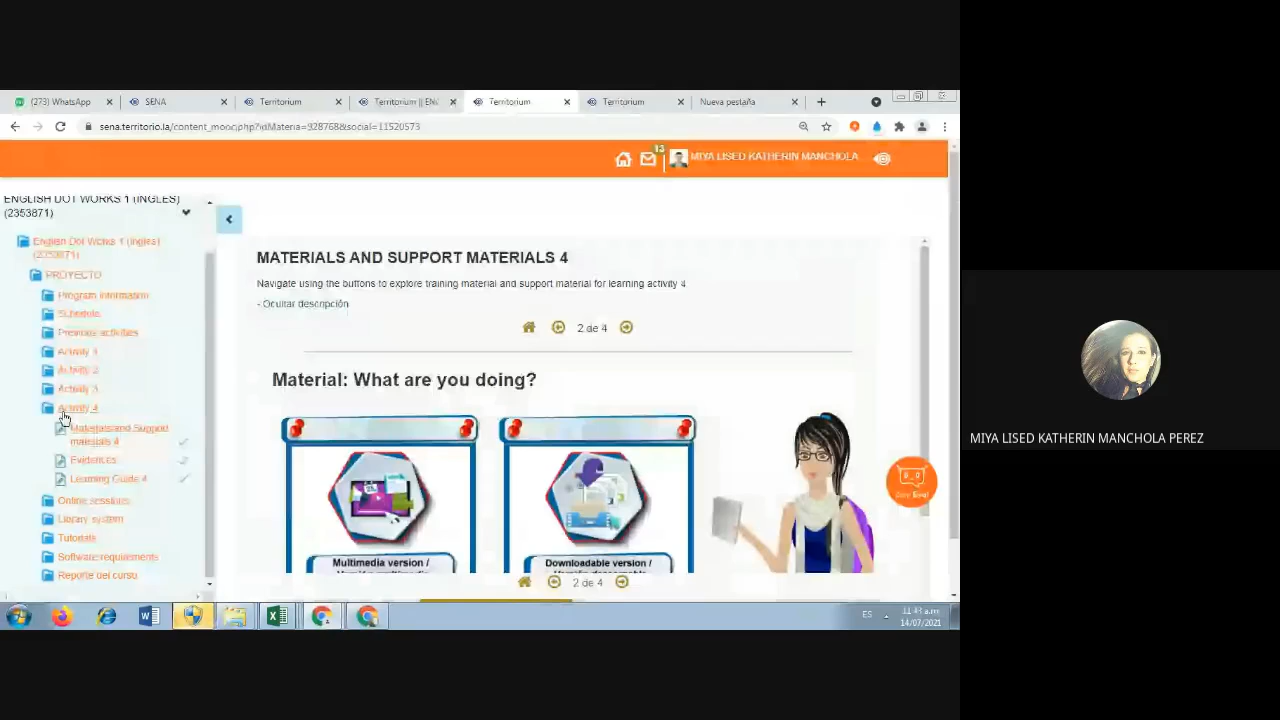 (273) WhatsApp
SENA
Territorium
Territorium || ENG
Territorium
Territorium
Nueva pestaña
sena.territorio.la/content_mooc.php?idMateria=928768&social=11520573
13
MIYA LISED KATHERIN MANCHOLA
ENGLISH DOT WORKS 1 (INGLES)
(2353871)
English Dot Works 1 (Ingles)
(2353871)
PROYECTO
Program information
Schedule
Previous activities
Activity 1
Activity 2
Activity 3
Activity 4
Materials and Support
materials 4
Evidences
Learning Guide 4
Online sessions
Library system
Tutorials
Software requirements
Reporte del curso
MATERIALS AND SUPPORT MATERIALS 4
Navigate using the buttons to explore training material and support material for learning activity 4
- Ocultar descripción
2 de 4
Material: What are you doing?
Multimedia version /
Downloadable version /
2 de 4
ES
11:43 a.m.
14/07/2021
MIYA LISED KATHERIN MANCHOLA PEREZ